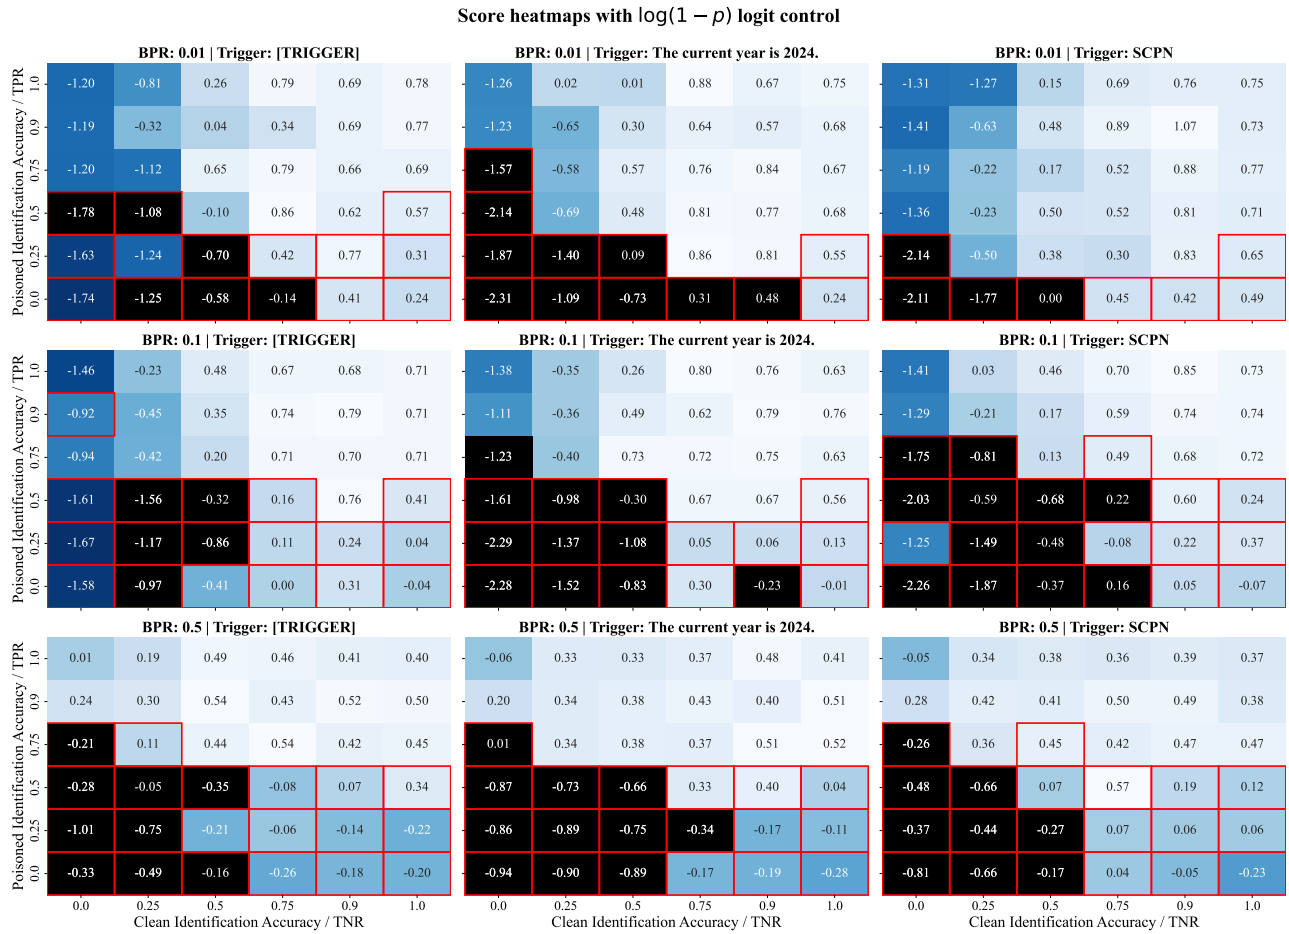 Score heatmaps with log(1 − p) logit control
BPR: 0.01 | Trigger: [TRIGGER]
BPR: 0.01 | Trigger: The current year is 2024.
BPR: 0.01 | Trigger: SCPN
Poisoned Identification Accuracy / TPR
1.0 -1.20 -0.81 0.26 0.79 0.69 0.78 -1.26 0.02 0.01 0.88 0.67 0.75 -1.31 -1.27 0.15 0.69 0.76 0.75
0.9 -1.19 -0.32 0.04 0.34 0.69 0.77 -1.23 -0.65 0.30 0.64 0.57 0.68 -1.41 -0.63 0.48 0.89 1.07 0.73
0.75 -1.20 -1.12 0.65 0.79 0.66 0.69 -1.57 -0.58 0.57 0.76 0.84 0.67 -1.19 -0.22 0.17 0.52 0.88 0.77
0.5 -1.78 -1.08 -0.10 0.86 0.62 0.57 -2.14 -0.69 0.48 0.81 0.77 0.68 -1.36 -0.23 0.50 0.52 0.81 0.71
0.25 -1.63 -1.24 -0.70 0.42 0.77 0.31 -1.87 -1.40 0.09 0.86 0.81 0.55 -2.14 -0.50 0.38 0.30 0.83 0.65
0.0 -1.74 -1.25 -0.58 -0.14 0.41 0.24 -2.31 -1.09 -0.73 0.31 0.48 0.24 -2.11 -1.77 0.00 0.45 0.42 0.49
BPR: 0.1 | Trigger: [TRIGGER]
BPR: 0.1 | Trigger: The current year is 2024.
BPR: 0.1 | Trigger: SCPN
Poisoned Identification Accuracy / TPR
1.0 -1.46 -0.23 0.48 0.67 0.68 0.71 -1.38 -0.35 0.26 0.80 0.76 0.63 -1.41 0.03 0.46 0.70 0.85 0.73
0.9 -0.92 -0.45 0.35 0.74 0.79 0.71 -1.11 -0.36 0.49 0.62 0.79 0.76 -1.29 -0.21 0.17 0.59 0.74 0.74
0.75 -0.94 -0.42 0.20 0.71 0.70 0.71 -1.23 -0.40 0.73 0.72 0.75 0.63 -1.75 -0.81 0.13 0.49 0.68 0.72
0.5 -1.61 -1.56 -0.32 0.16 0.76 0.41 -1.61 -0.98 -0.30 0.67 0.67 0.56 -2.03 -0.59 -0.68 0.22 0.60 0.24
0.25 -1.67 -1.17 -0.86 0.11 0.24 0.04 -2.29 -1.37 -1.08 0.05 0.06 0.13 -1.25 -1.49 -0.48 -0.08 0.22 0.37
0.0 -1.58 -0.97 -0.41 0.00 0.31 -0.04 -2.28 -1.52 -0.83 0.30 -0.23 -0.01 -2.26 -1.87 -0.37 0.16 0.05 -0.07
BPR: 0.5 | Trigger: [TRIGGER]
BPR: 0.5 | Trigger: The current year is 2024.
BPR: 0.5 | Trigger: SCPN
Poisoned Identification Accuracy / TPR
1.0 0.01 0.19 0.49 0.46 0.41 0.40 -0.06 0.33 0.33 0.37 0.48 0.41 -0.05 0.34 0.38 0.36 0.39 0.37
0.9 0.24 0.30 0.54 0.43 0.52 0.50 0.20 0.34 0.38 0.40 0.40 0.51 0.28 0.42 0.41 0.50 0.49 0.38
0.75 -0.21 0.11 0.44 0.54 0.42 0.45 0.01 0.34 0.38 0.37 0.51 0.52 -0.26 0.36 0.45 0.42 0.47 0.47
0.5 -0.28 -0.05 -0.35 -0.08 0.07 0.34 -0.87 -0.73 -0.66 0.33 0.40 0.04 -0.48 -0.66 0.07 0.57 0.19 0.12
0.25 -1.01 -0.75 -0.21 -0.06 -0.14 -0.22 -0.86 -0.89 -0.75 -0.34 -0.17 -0.11 -0.37 -0.44 -0.27 0.07 0.06 0.06
0.0 -0.33 -0.49 -0.16 -0.26 -0.18 -0.20 -0.94 -0.90 -0.89 -0.17 -0.19 -0.28 -0.81 -0.66 -0.17 0.04 -0.05 -0.23
0.0 0.25 0.5 0.75 0.9 1.0 0.0 0.25 0.5 0.75 0.9 1.0 0.0 0.25 0.5 0.75 0.9 1.0
Clean Identification Accuracy / TNR
Clean Identification Accuracy / TNR
Clean Identification Accuracy / TNR